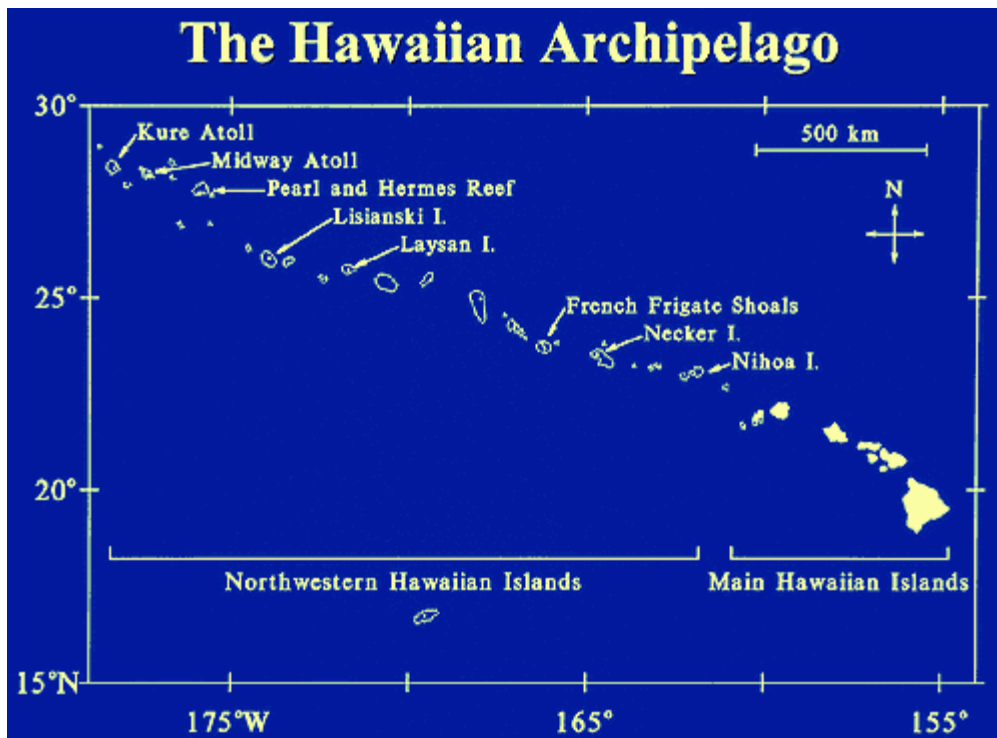 The Hawaiian Archipelago
30°
Kure Atoll
500 km
Midway Atoll
Pearl and Hermes Reef
N
Lisianski I.
Laysan I.
25°
French Frigate Shoals
Necker I.
Nihoa I.
20°
Northwestern Hawaiian Islands
Main Hawaiian Islands
15°N
175°W
165°
155°